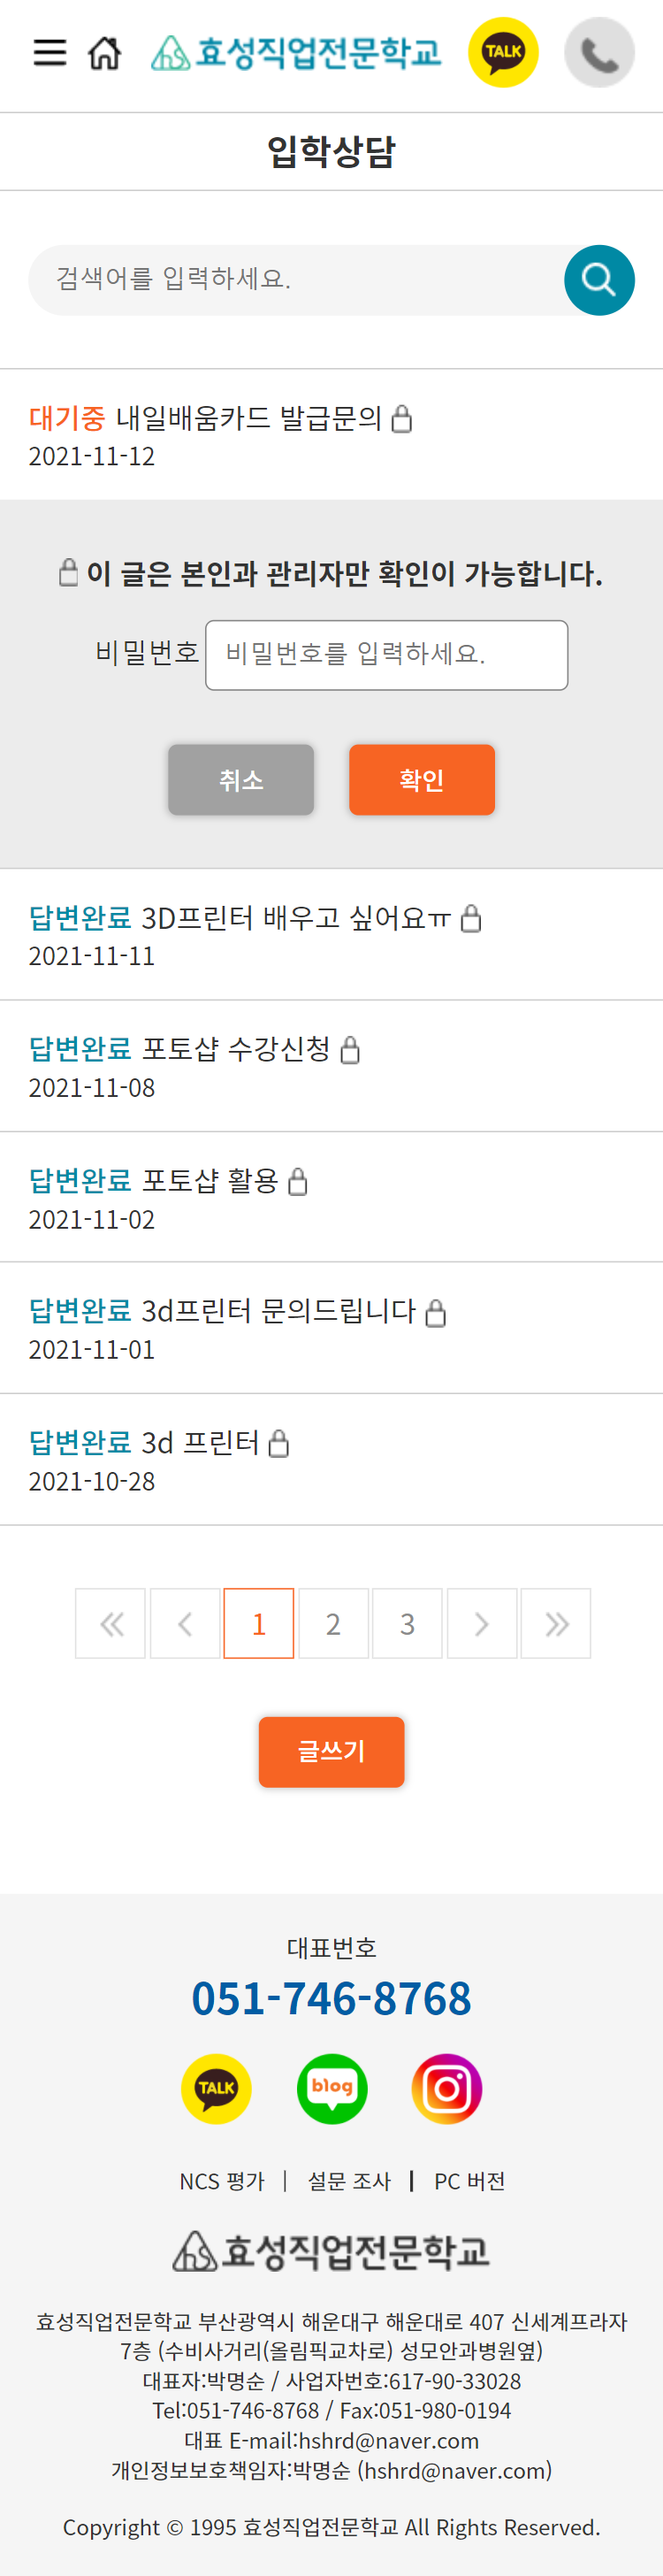 hs 효성직업전문학교 TALK
입학상담
검색어를 입력하세요.
대기중 내일배움카드 발급문의
2021-11-12
이 글은 본인과 관리자만 확인이 가능합니다.
비밀번호 비밀번호를 입력하세요.
취소 확인
답변완료 3D프린터 배우고 싶어요ㅠ
2021-11-11
답변완료 포토샵 수강신청
2021-11-08
답변완료 포토샵 활용
2021-11-02
답변완료 3d프린터 문의드립니다
2021-11-01
답변완료 3d 프린터
2021-10-28
1 2 3
글쓰기
대표번호
051-746-8768
TALK blog
NCS 평가 | 설문 조사 | PC 버전
hs 효성직업전문학교
효성직업전문학교 부산광역시 해운대구 해운대로 407 신세계프라자
7층 (수비사거리(올림픽교차로) 성모안과병원옆)
대표자:박명순 / 사업자번호:617-90-33028
Tel:051-746-8768 / Fax:051-980-0194
대표 E-mail:hshrd@naver.com
개인정보보호책임자:박명순 (hshrd@naver.com)
Copyright © 1995 효성직업전문학교 All Rights Reserved.